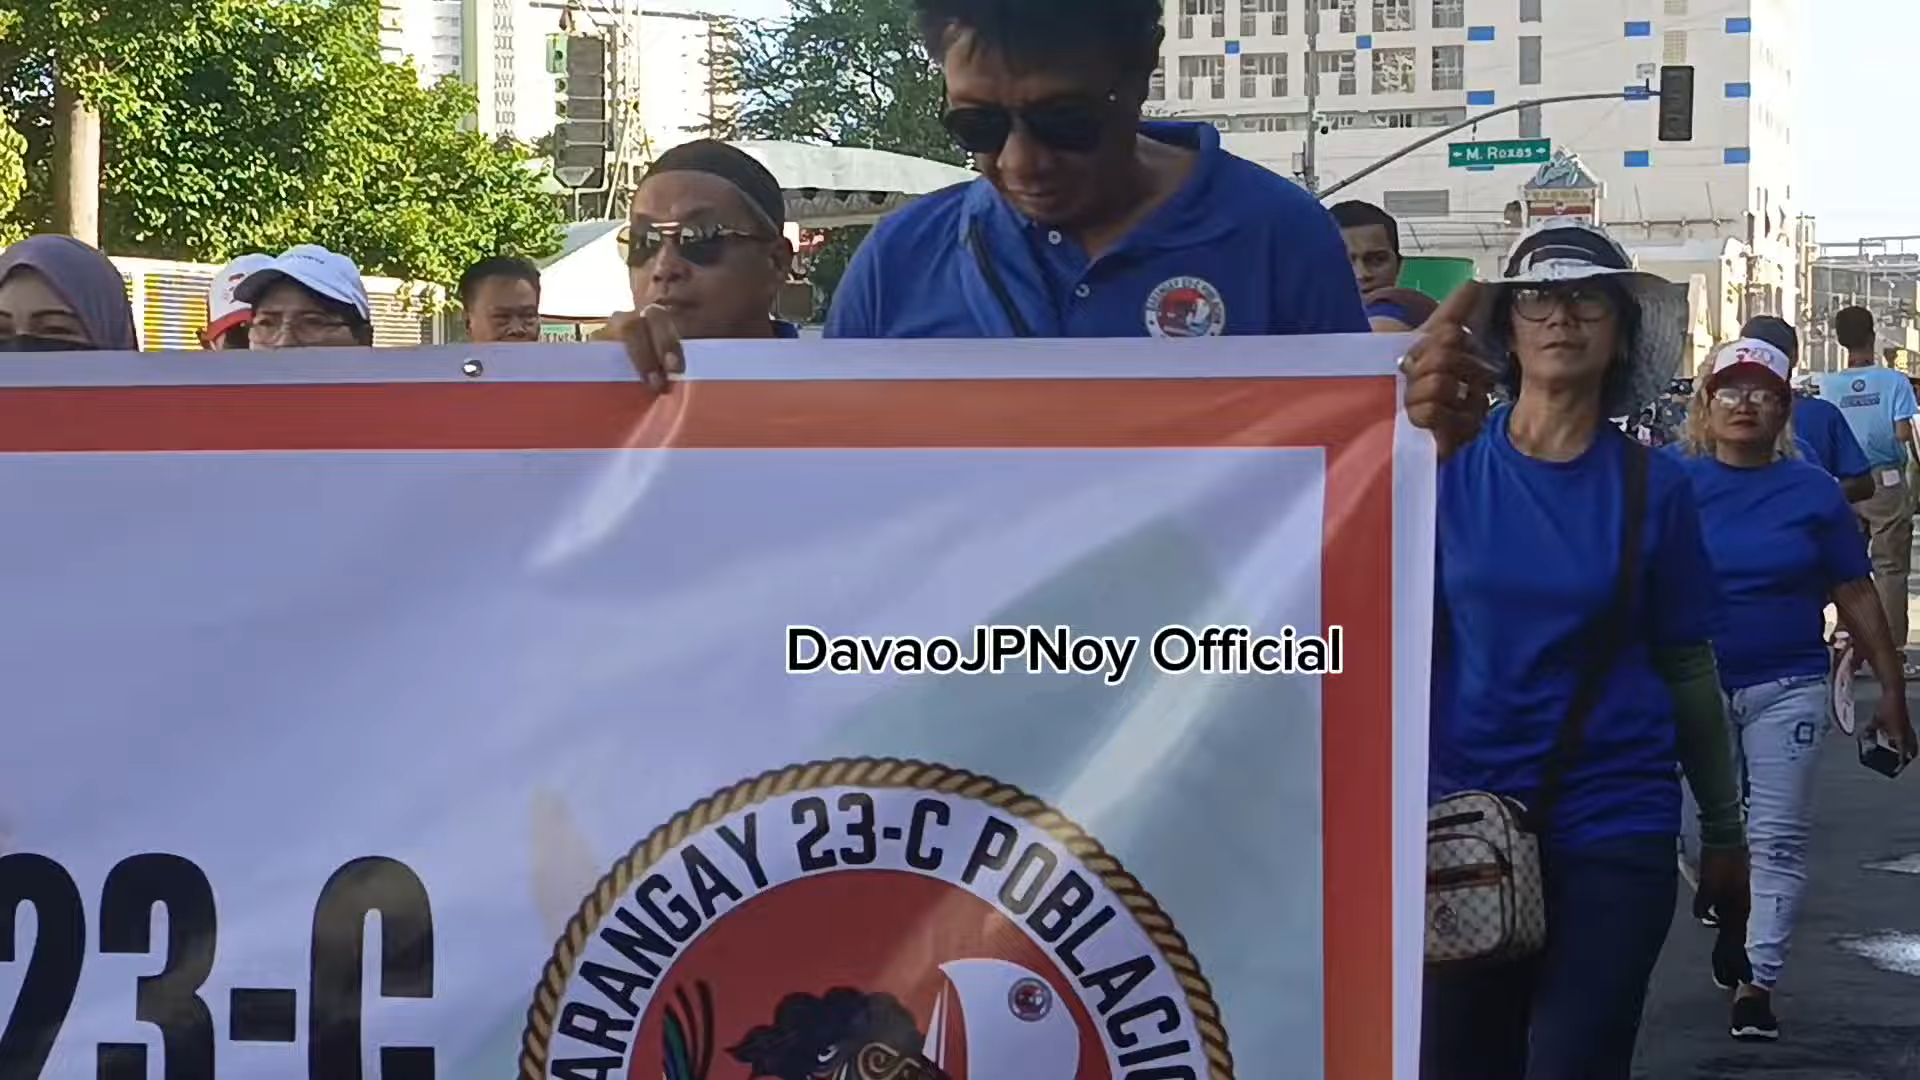 ← M. Roxas →
DavaoJPNoy Official
23-C
BARANGAY 23-C POBLACIO